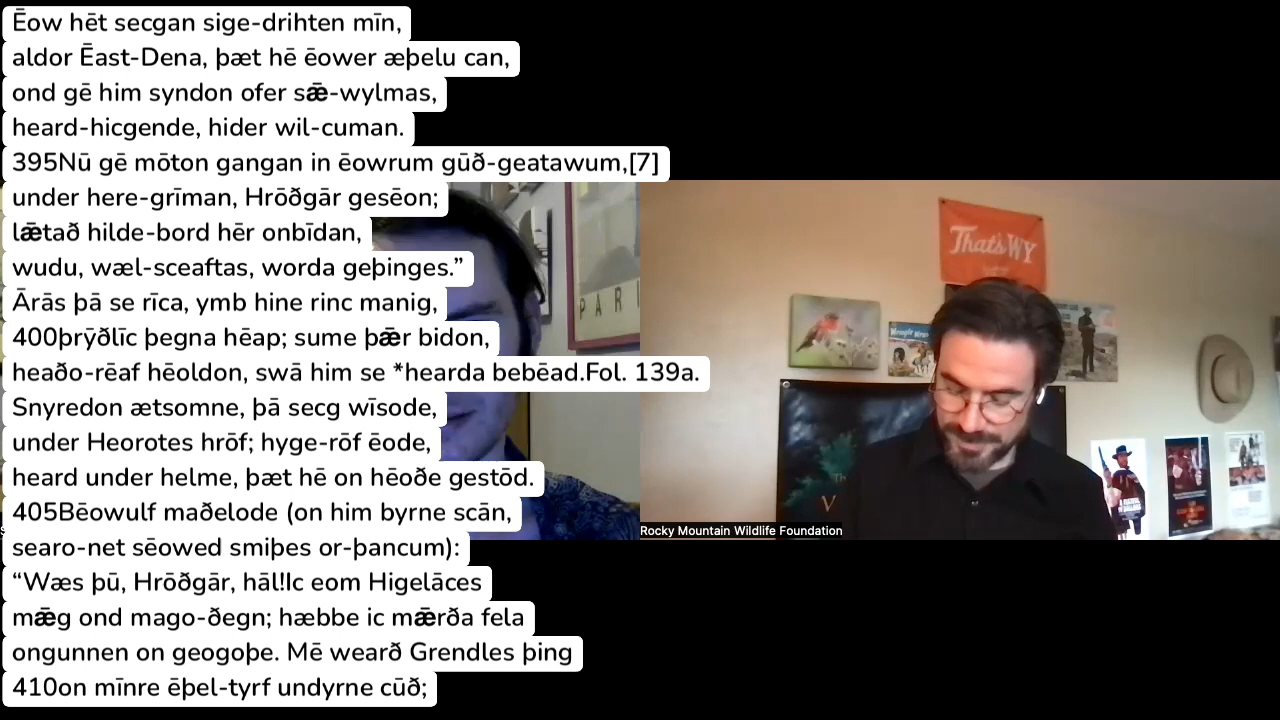 Ēow hēt secgan sige-drihten mīn,
aldor Ēast-Dena, þæt hē ēower æþelu can,
ond gē him syndon ofer sǣ-wylmas,
heard-hicgende, hider wil-cuman.
395Nū gē mōton gangan in ēowrum gūð-geatawum,[7]
under here-grīman, Hrōðgār gesēon;
lǣtað hilde-bord hēr onbīdan,
wudu, wæl-sceaftas, worda geþinges.”
Ārās þā se rīca, ymb hine rinc manig,
400þrȳðlīc þegna hēap; sume þǣr bidon,
heaðo-rēaf hēoldon, swā him se *hearda bebēad.Fol. 139a.
Snyredon ætsomne, þā secg wīsode,
under Heorotes hrōf; hyge-rōf ēode,
heard under helme, þæt hē on hēoðe gestōd.
405Bēowulf maðelode (on him byrne scān,
searo-net sēowed smiþes or-þancum):
“Wæs þū, Hrōðgār, hāl!Ic eom Higelāces
mǣg ond mago-ðegn; hæbbe ic mǣrða fela
ongunnen on geogoþe. Mē wearð Grendles þing
410on mīnre ēþel-tyrf undyrne cūð;
PARI
That's WY
Rocky Mountain Wildlife Foundation